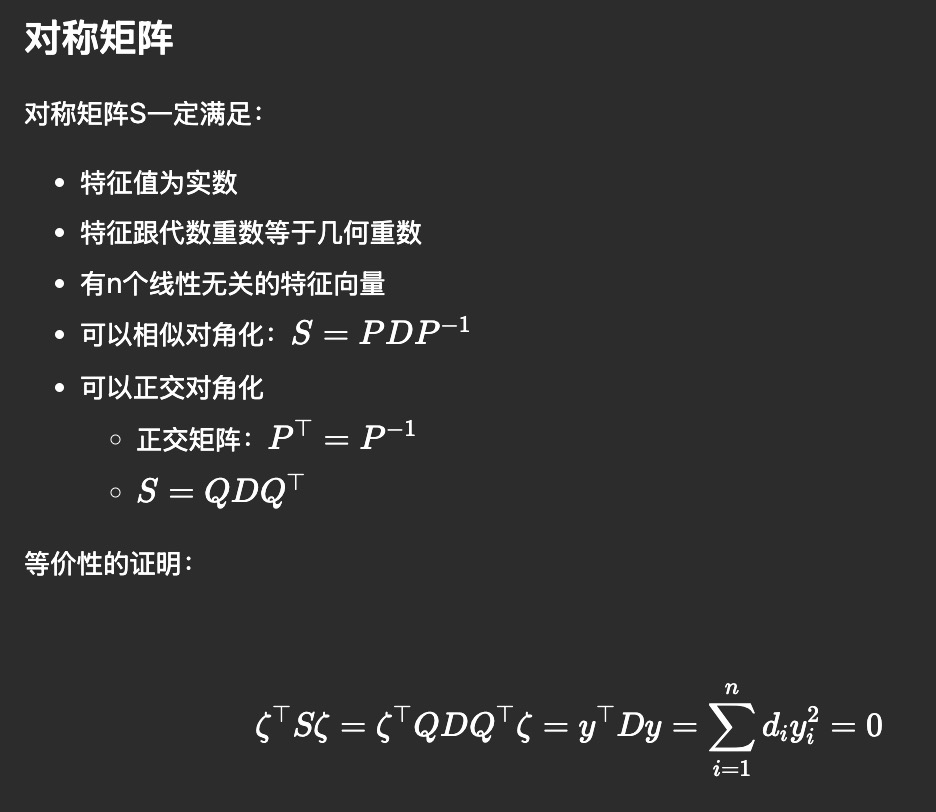 对称矩阵
对称矩阵S一定满足：
• 特征值为实数
• 特征跟代数重数等于几何重数
• 有n个线性无关的特征向量
• 可以相似对角化：$S = PDP^{-1}$
• 可以正交对角化
◦ 正交矩阵：$P^\top = P^{-1}$
◦ $S = QDQ^\top$
等价性的证明：
$\zeta^\top S\zeta = \zeta^\top QDQ^\top \zeta = y^\top Dy = \sum_{i=1}^{n} d_i y_i^2 = 0$